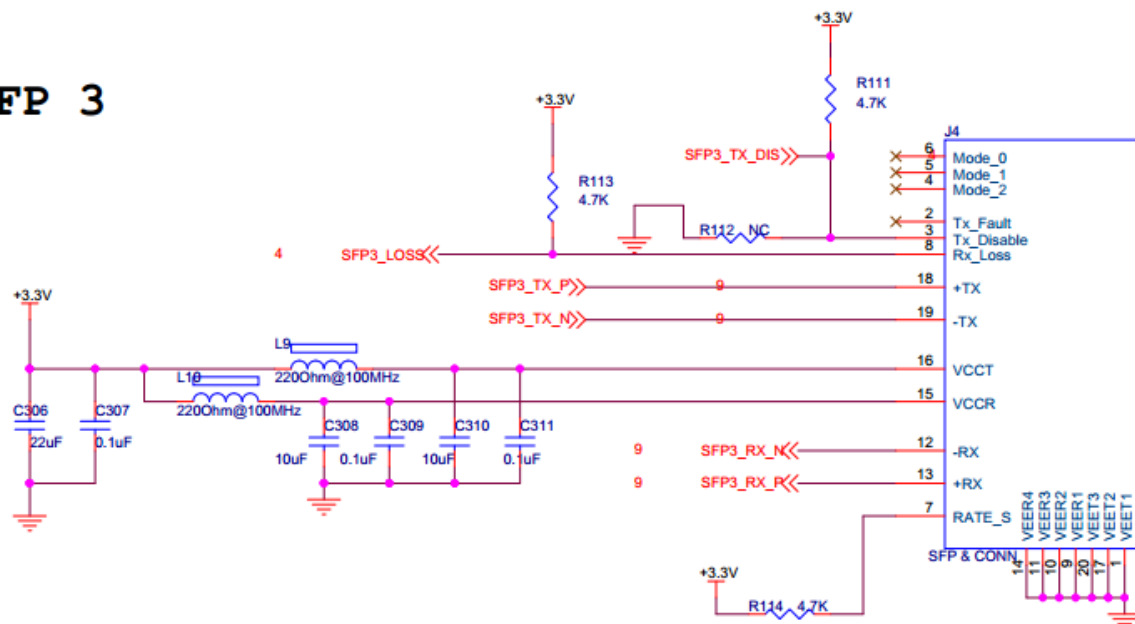 +3.3V
R111
4.7K
FP 3
+3.3V
J4
SFP3_TX_DIS
6
4
Mode_0
5
Mode_1
R113
4.7K
4
Mode_2
2
Tx_Fault
R112 NC
3
Tx_Disable
4
SFP3_LOSS
8
Rx_Loss
SFP3_TX_P
9
18
+TX
+3.3V
SFP3_TX_N
9
19
-TX
L9
220Ohm@100MHz
16
VCCT
L10
220Ohm@100MHz
15
VCCR
C306
22uF
C307
0.1uF
C308
10uF
C309
0.1uF
C310
10uF
C311
0.1uF
9
SFP3_RX_N
12
-RX
9
SFP3_RX_P
13
+RX
7
RATE_S
VEER4
VEER3
VEER2
VEER1
VEET3
VEET2
VEET1
SFP & CONN
14
11
10
9
20
17
1
+3.3V
R114 4.7K